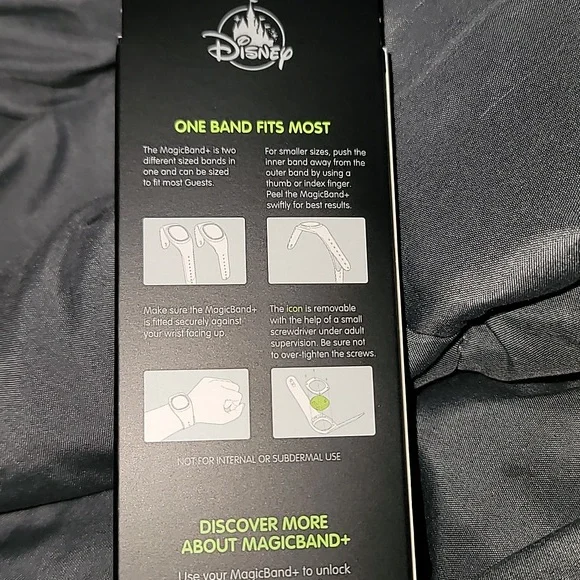 Disney
ONE BAND FITS MOST
The MagicBand+ is two
different sized bands in
one and can be sized
to fit most Guests.
For smaller sizes, push the
inner band away from the
outer band by using a
thumb or index finger.
Peel the MagicBand+
swiftly for best results.
Make sure the MagicBand+
is fitted securely against
your wrist facing up.
The icon is removable
with the help of a small
screwdriver under adult
supervision. Be sure not
to over-tighten the screws.
NOT FOR INTERNAL OR SUBDERMAL USE
DISCOVER MORE
ABOUT MAGICBAND+
Use your MagicBand+ to unlock